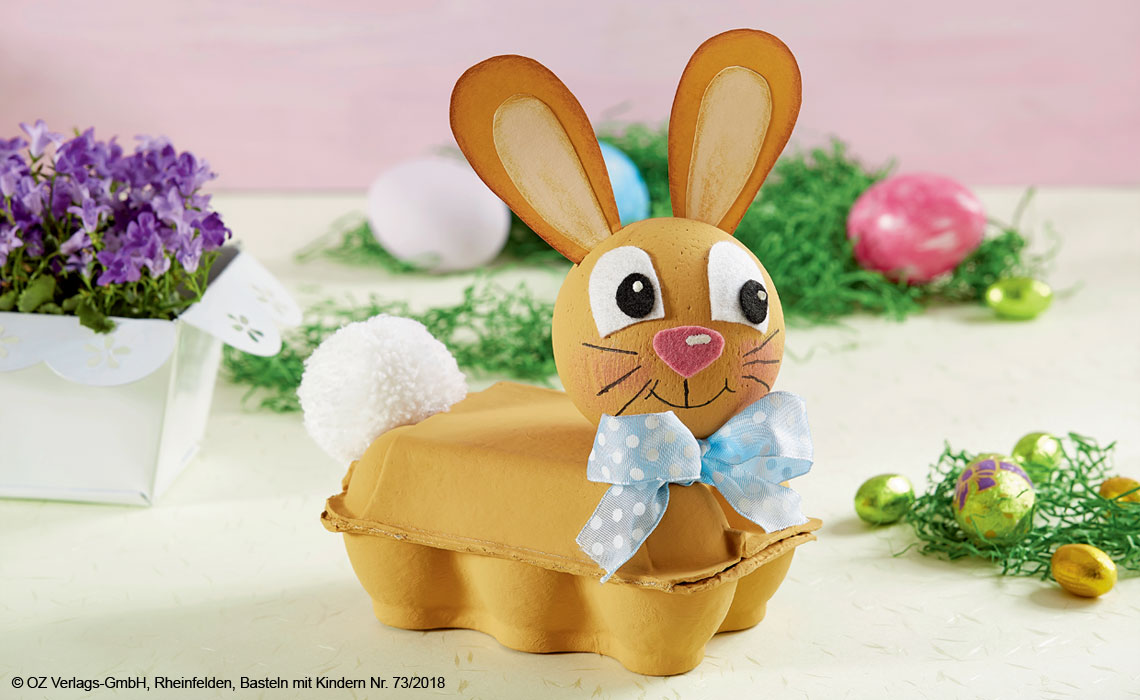 © OZ Verlags-GmbH, Rheinfelden, Basteln mit Kindern Nr. 73/2018